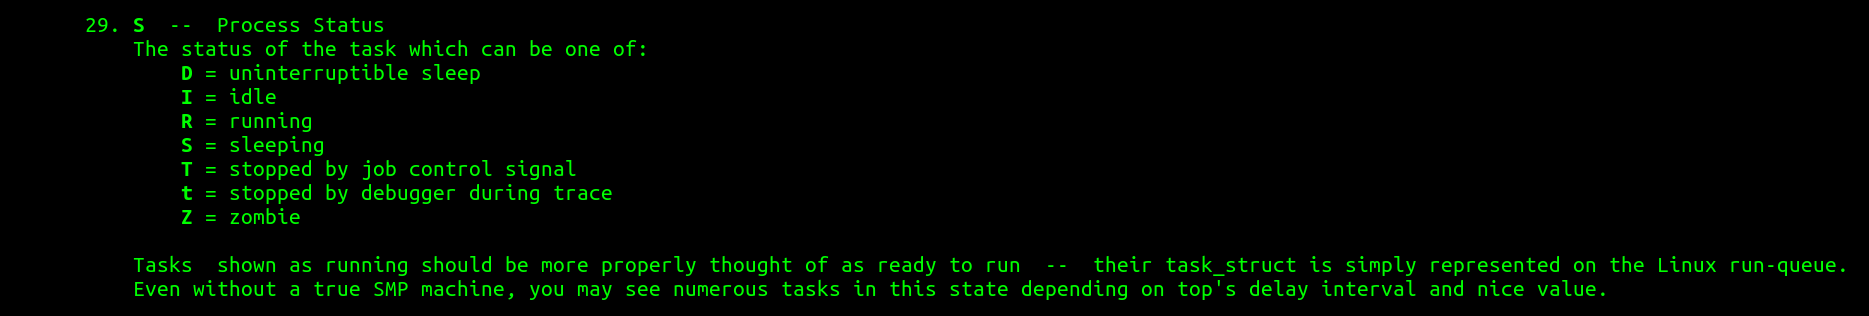 29. S  --  Process Status
The status of the task which can be one of:
D = uninterruptible sleep
I = idle
R = running
S = sleeping
T = stopped by job control signal
t = stopped by debugger during trace
Z = zombie
Tasks  shown as running should be more properly thought of as ready to run  --  their task_struct is simply represented on the Linux run-queue.
Even without a true SMP machine, you may see numerous tasks in this state depending on top's delay interval and nice value.